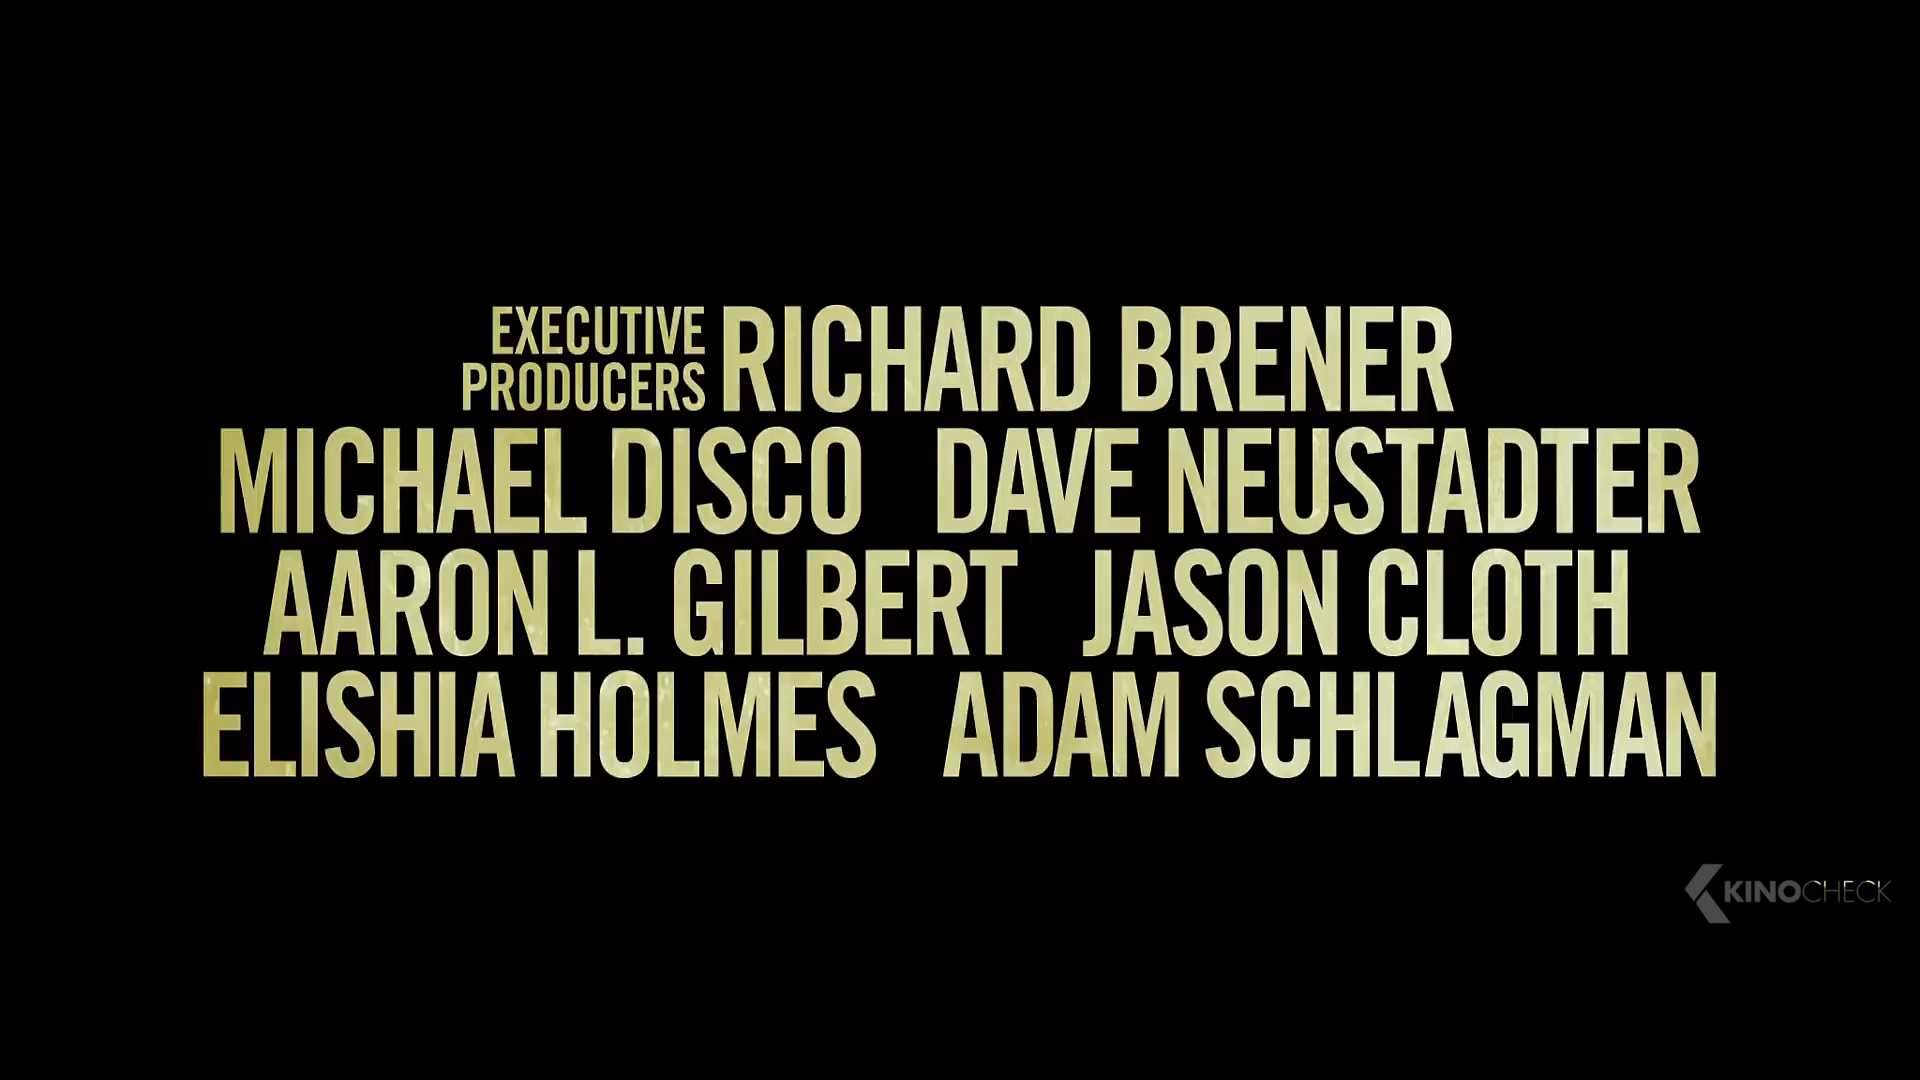 EXECUTIVE
PRODUCERS RICHARD BRENER
MICHAEL DISCO DAVE NEUSTADTER
AARON L. GILBERT JASON CLOTH
ELISHIA HOLMES ADAM SCHLAGMAN
KINOCHECK